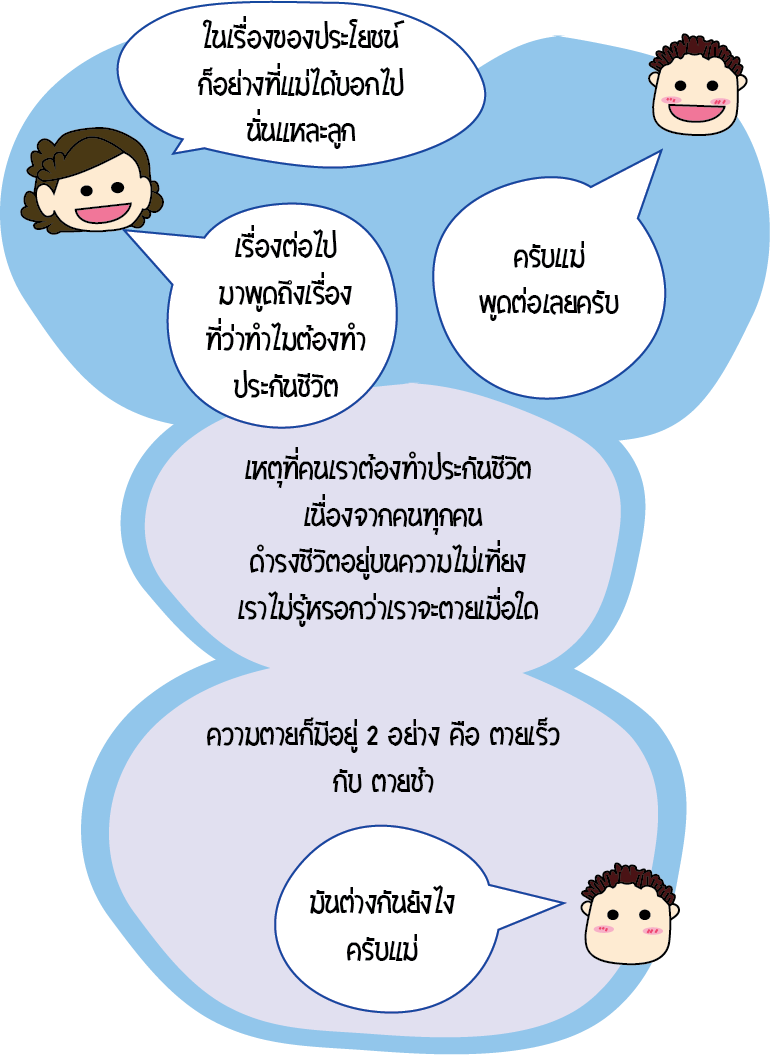 ในเรื่องของประโยชน์
ก็อย่างที่แม่ได้บอกไป
นั่นแหละลูก
ครับแม่
พูดต่อเลยครับ
เรื่องต่อไป
มาพูดถึงเรื่อง
ที่ว่าทำไมต้องทำ
ประกันชีวิต
เหตุที่คนเราต้องทำประกันชีวิต
เนื่องจากคนทุกคน
ดำรงชีวิตอยู่บนความไม่เที่ยง
เราไม่รู้หรอกว่าเราจะตายเมื่อใด
ความตายก็มีอยู่ 2 อย่าง คือ ตายเร็ว
กับ ตายช้า
มันต่างกันยังไง
ครับแม่